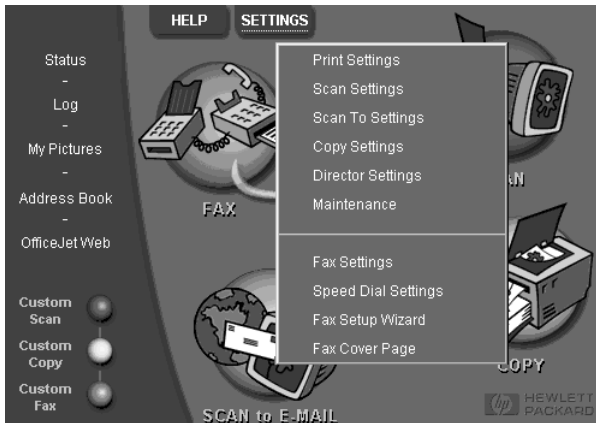 HELP
SETTINGS
Status
-
Log
-
My Pictures
-
Address Book
-
OfficeJet Web
Custom
Scan
Custom
Copy
Custom
Fax
Print Settings
Scan Settings
Scan To Settings
Copy Settings
Director Settings
Maintenance
Fax Settings
Speed Dial Settings
Fax Setup Wizard
Fax Cover Page
FAX
AN
SCAN to E-MAIL
COPY
hp HEWLETT
PACKARD